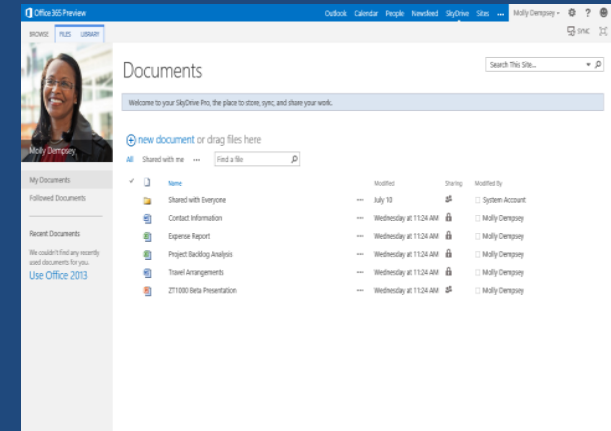 Office 365 Preview
Outlook Calendar People Newsfeed SkyDrive Sites ••• Molly Dempsey ?
BROWSE FILES LIBRARY
SYNC
Documents
Search This Site...
Welcome to your SkyDrive Pro, the place to store, sync, and share your work.
new document or drag files here
Molly Dempsey
All Shared with me ••• Find a file
My Documents
Name Modified Sharing Modified By
Followed Documents
Shared with Everyone ••• July 10 System Account
Contact Information ••• Wednesday at 11:24 AM Molly Dempsey
Recent Documents
Expense Report ••• Wednesday at 11:24 AM Molly Dempsey
We couldn't find any recently
used documents for you.
Project Backlog Analysis ••• Wednesday at 11:24 AM Molly Dempsey
Use Office 2013
Travel Arrangements ••• Wednesday at 11:24 AM Molly Dempsey
ZT1000 Beta Presentation ••• Wednesday at 11:24 AM Molly Dempsey